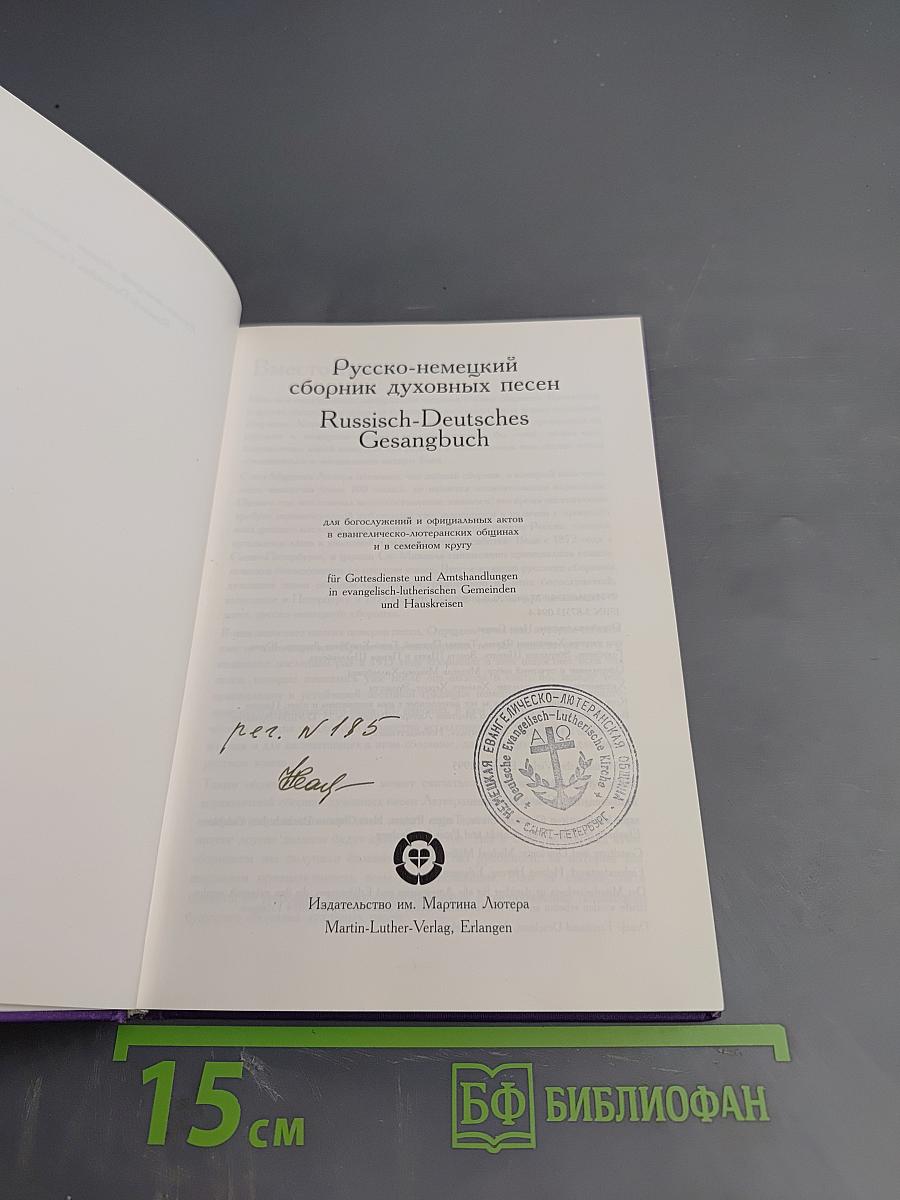 Русско-немецкий
сборник духовных песен
Russisch-Deutsches
Gesangbuch
для богослужений и официальных актов
в евангелическо-лютеранских общинах
и в семейном кругу
für Gottesdienste und Amtshandlungen
in evangelisch-lutherischen Gemeinden
und Hauskreisen
рег. N 185
НЕМЕЦКАЯ ЕВАНГЕЛИЧЕСКО-ЛЮТЕРАНСКАЯ ОБЩИНА
Deutsche Evangelisch-Lutherische Kirche
Α Ω
САНКТ-ПЕТЕРБУРГ
Издательство им. Мартина Лютера
Martin-Luther-Verlag, Erlangen
15 см
БФ БИБЛИОФАН